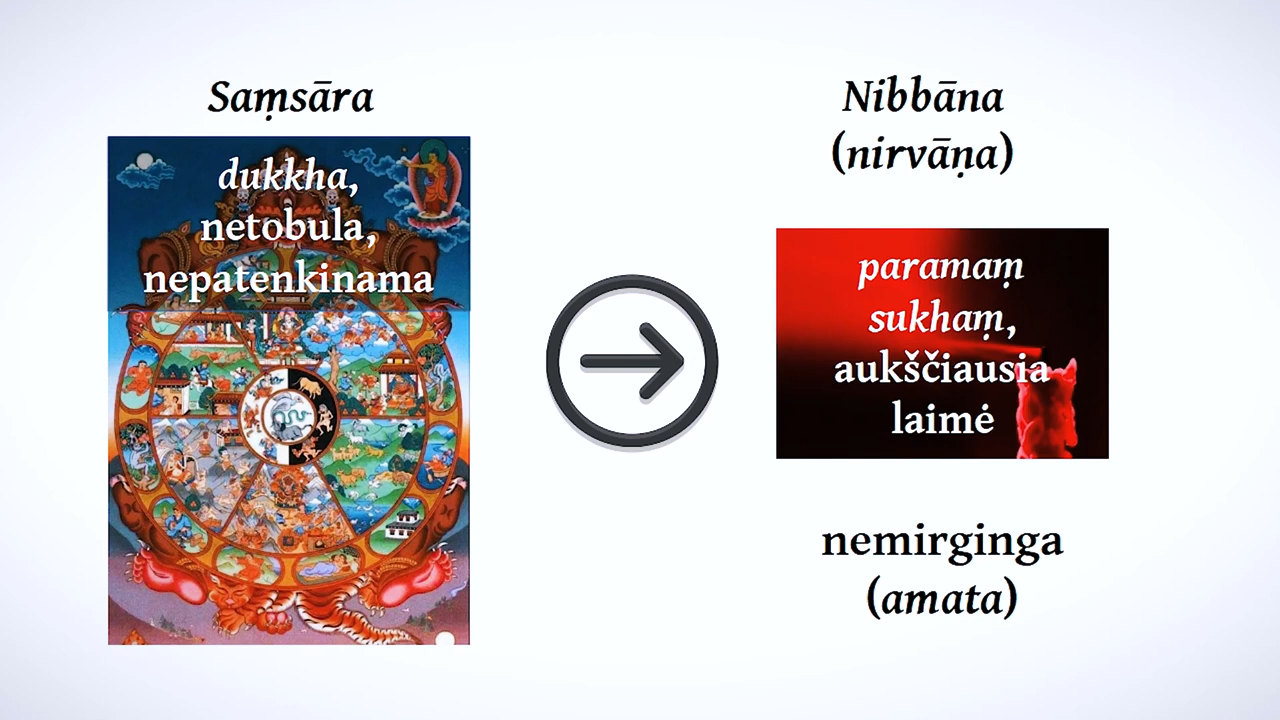 Saṃsāra
dukkha,
netobula,
nepatenkinama
Nibbāna
(nirvāṇa)
paramaṃ
sukhaṃ,
aukščiausia
laimė
nemirginga
(amata)